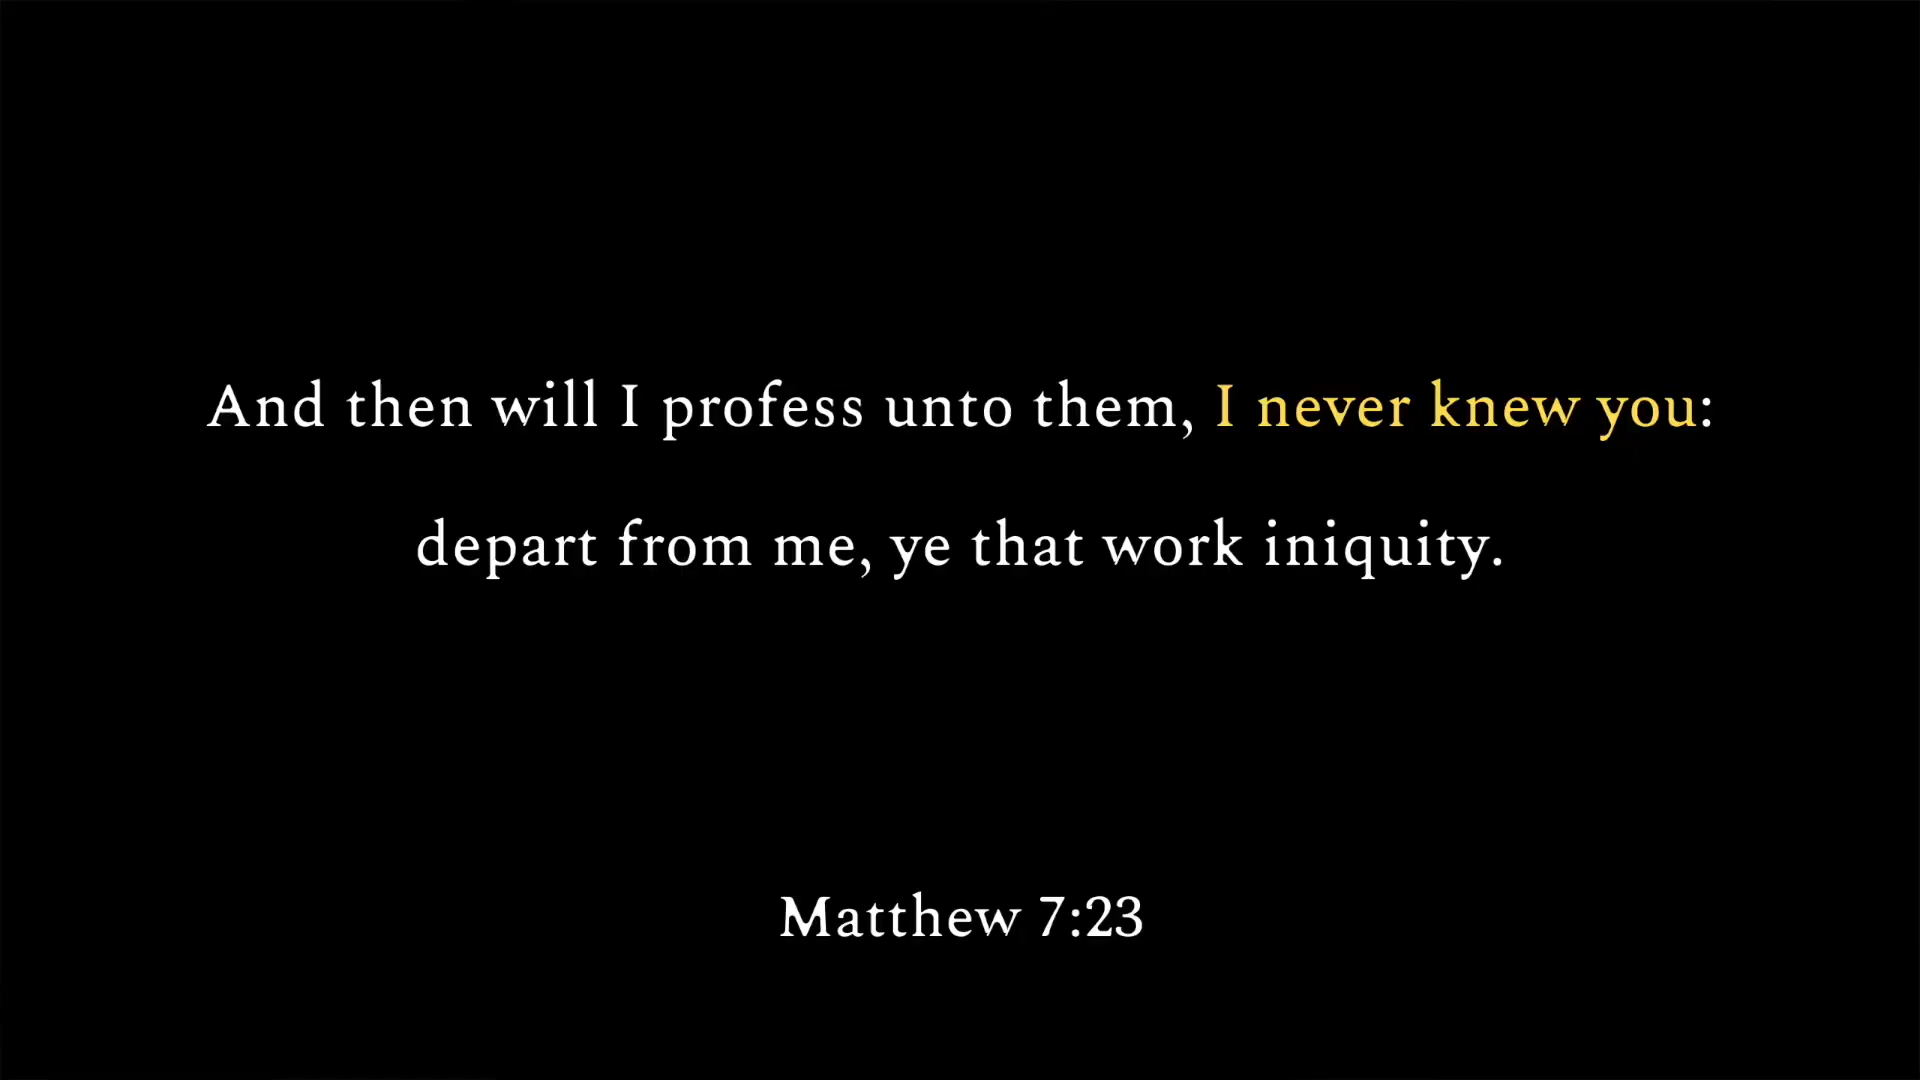 And then will I profess unto them, I never knew you:
depart from me, ye that work iniquity.
Matthew 7:23